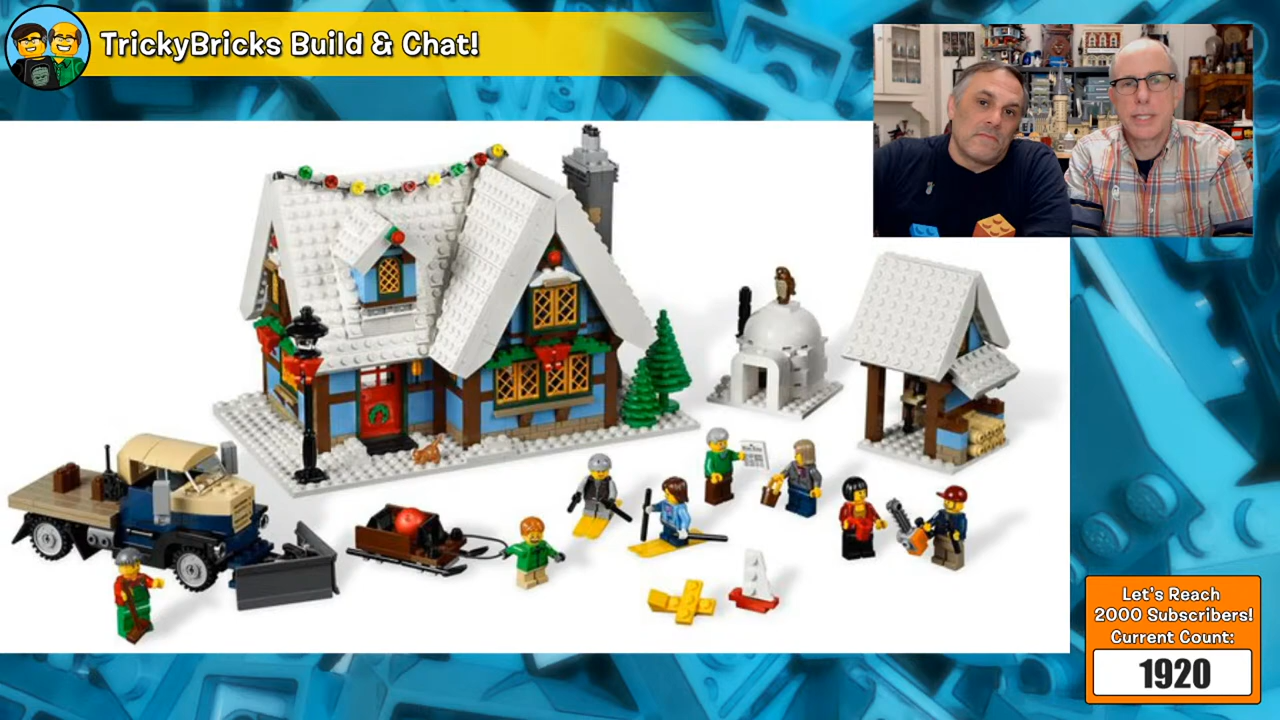 TrickyBricks Build & Chat!
Let's Reach
2000 Subscribers!
Current Count:
1920